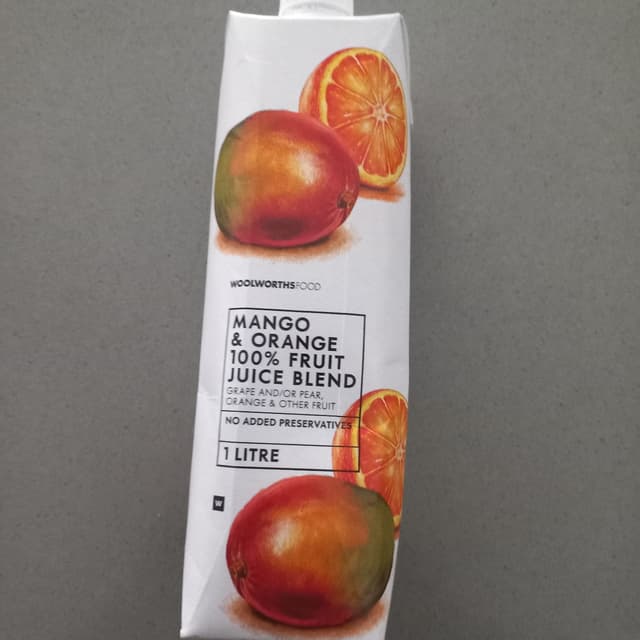 WOOLWORTHSFOOD
MANGO
& ORANGE
100% FRUIT
JUICE BLEND
GRAPE AND/OR PEAR,
ORANGE & OTHER FRUIT
NO ADDED PRESERVATIVES
1 LITRE
W